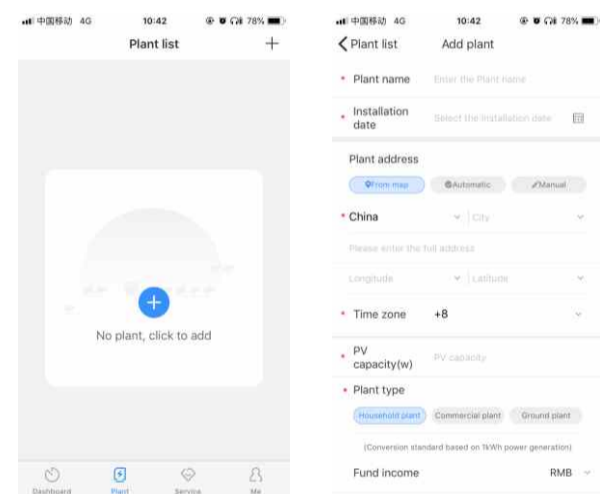 中国移动 4G 10:42 78%
Plant list
No plant, click to add
Dashboard Plant Service Me
中国移动 4G 10:42 78%
Plant list Add plant
* Plant name Enter the Plant name
* Installation date Select the installation date
Plant address
From map Automatic Manual
* China City
Please enter the full address
Longitude Latitude
* Time zone +8
* PV capacity(w) PV capacity
* Plant type
Household plant Commercial plant Ground plant
(Conversion standard based on 1kWh power generation)
Fund income RMB